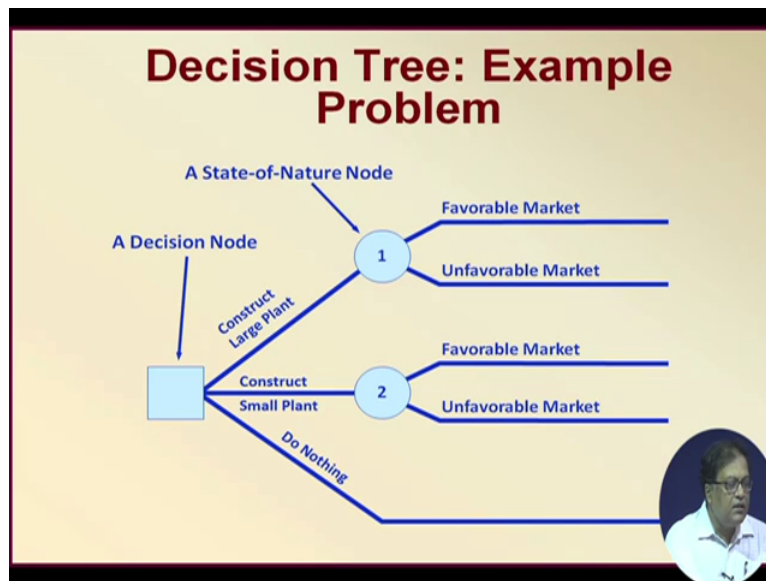 Decision Tree: Example
Problem
A State-of-Nature Node
Favorable Market
A Decision Node
1
Unfavorable Market
Construct
Large Plant
Favorable Market
Construct
2
Small Plant
Unfavorable Market
Do Nothing